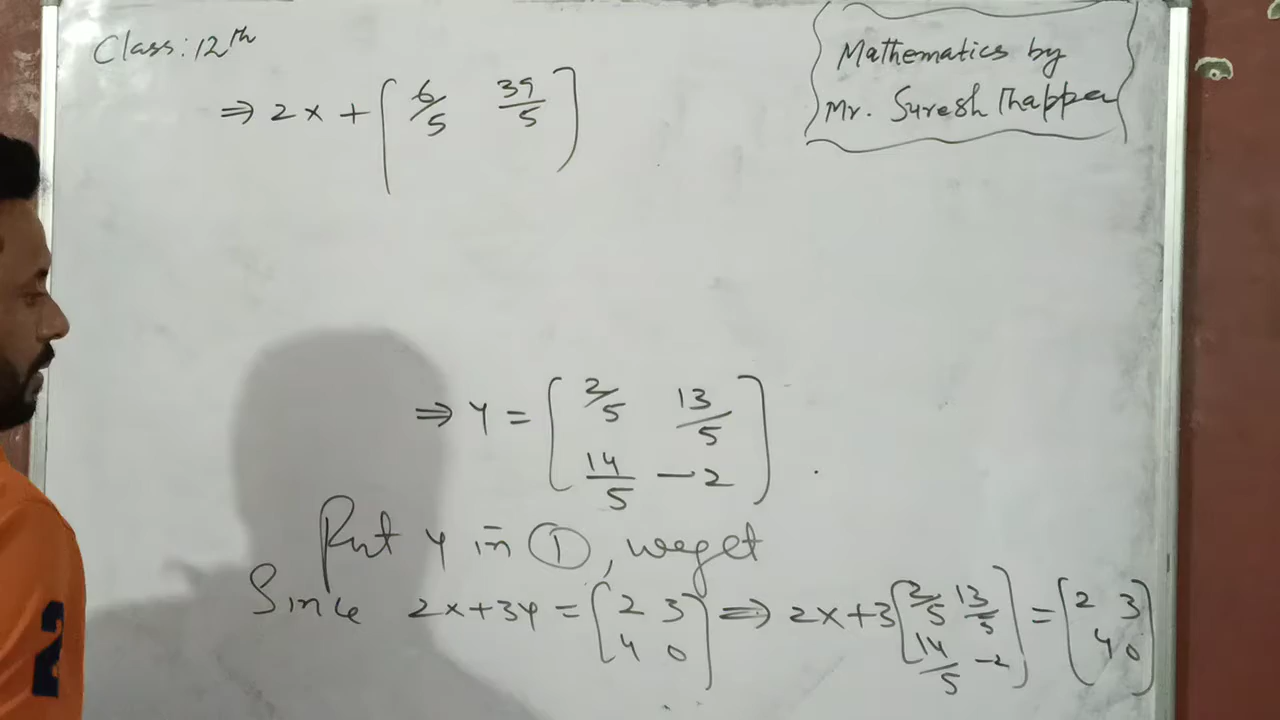 Class: 12th
Mathematics by
Mr. Suresh Thapper
⇒ 2x + [ 6/5 39/5 ]
⇒ Y = [ 2/5 13/5
14/5 -2 ] .
Put Y in ①, we get
Since 2x+3Y = [ 2 3 ⇒ 2x+3 [ 2/5 13/5 = [ 2 3
4 0 ] 14/5 -2 ] 4 0 ]
2